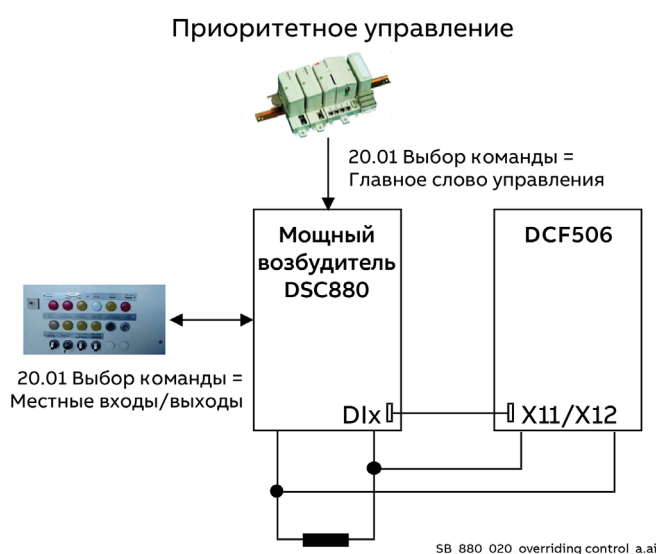 Приоритетное управление
20.01 Выбор команды =
Главное слово управления
Мощный
возбудитель
DSC880
DCF506
20.01 Выбор команды =
Местные входы/выходы
DIx
X11/X12
SB_880_020_overriding control_a.ai